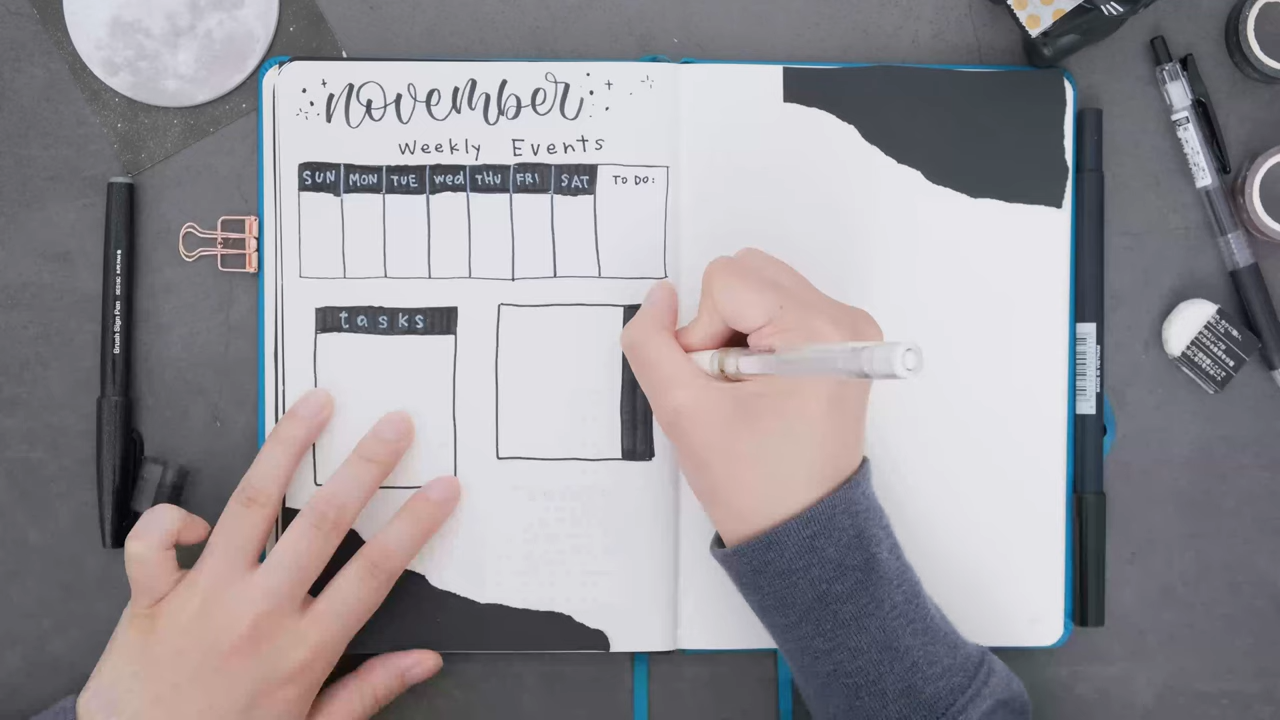 november
Weekly Events
SUN MON TUE wed THU FRI SAT TO DO:
tasks
Brush Sign Pen